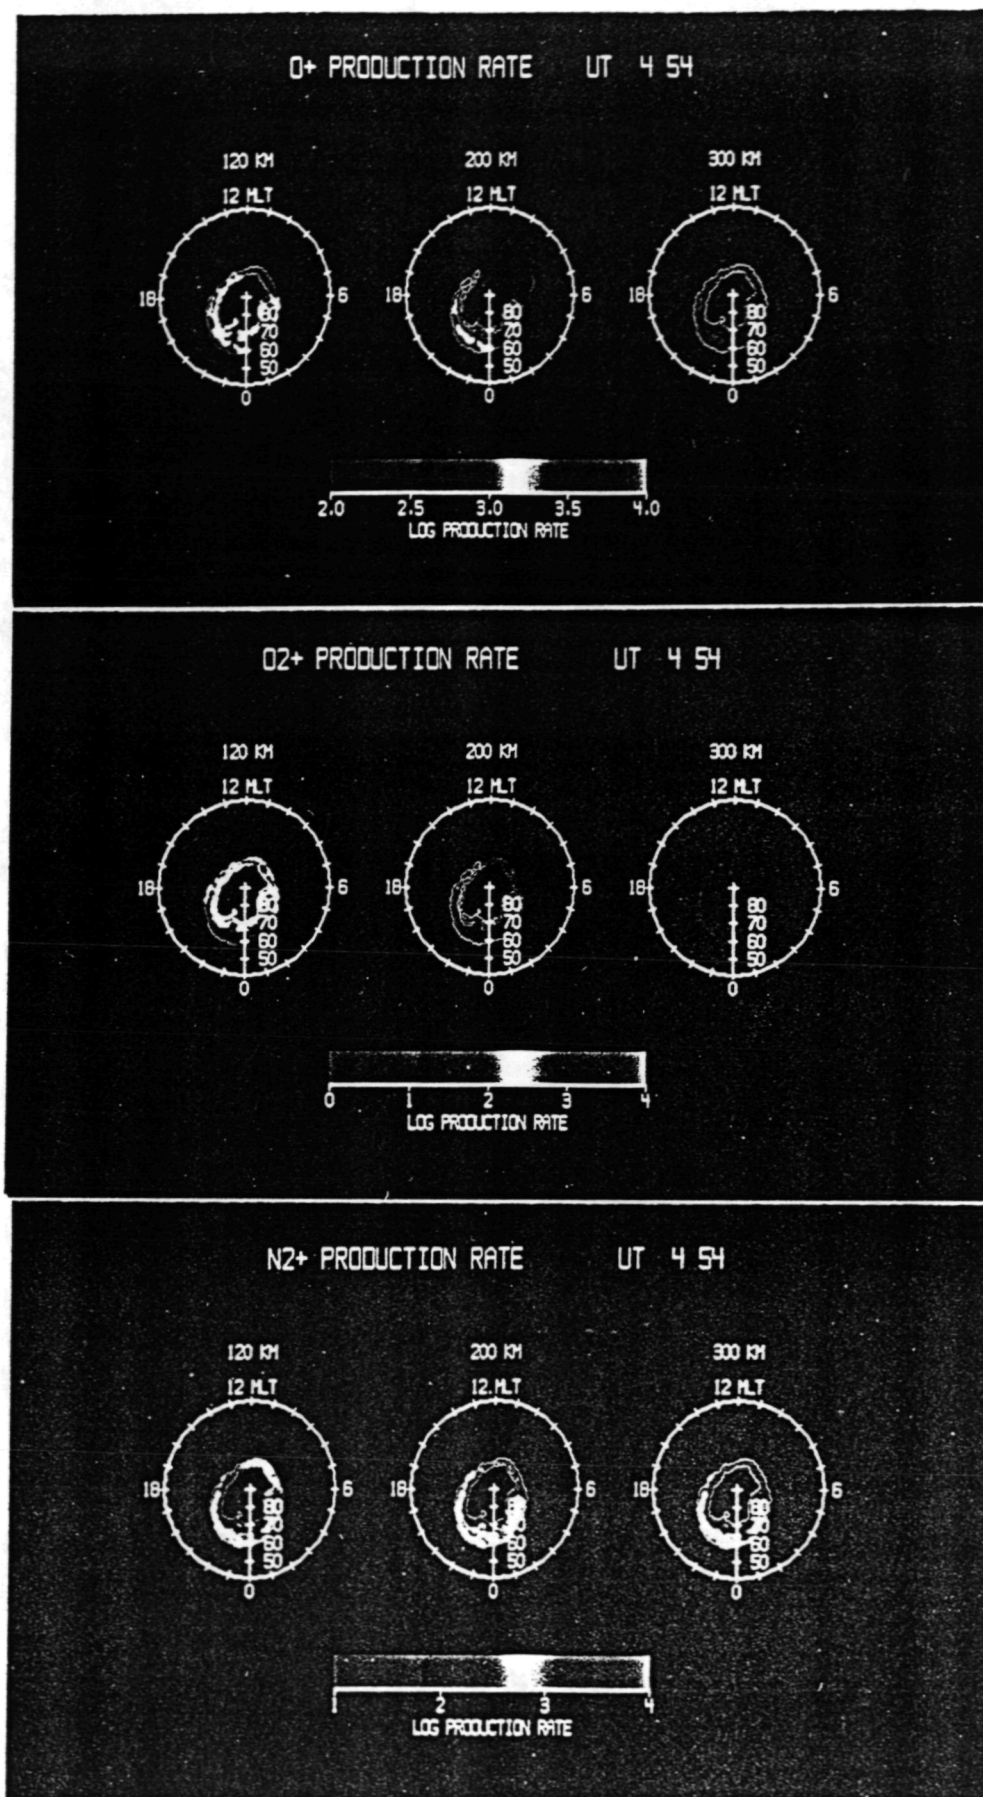 O+ PRODUCTION RATE UT 4 54
120 KM 200 KM 300 KM
12 MLT 12 MLT 12 MLT
18 6 18 6 18 6
80 80 80
70 70 70
60 60 60
50 50 50
0 0 0
2.0 2.5 3.0 3.5 4.0
LOG PRODUCTION RATE
O2+ PRODUCTION RATE UT 4 54
120 KM 200 KM 300 KM
12 MLT 12 MLT 12 MLT
18 6 18 6 18 6
80 80 80
70 70 70
60 60 60
50 50 50
0 0 0
0 1 2 3 4
LOG PRODUCTION RATE
N2+ PRODUCTION RATE UT 4 54
120 KM 200 KM 300 KM
12 MLT 12 MLT 12 MLT
18 6 18 6 18 6
80 80 80
70 70 70
60 60 60
50 50 50
0 0 0
1 2 3 4
LOG PRODUCTION RATE